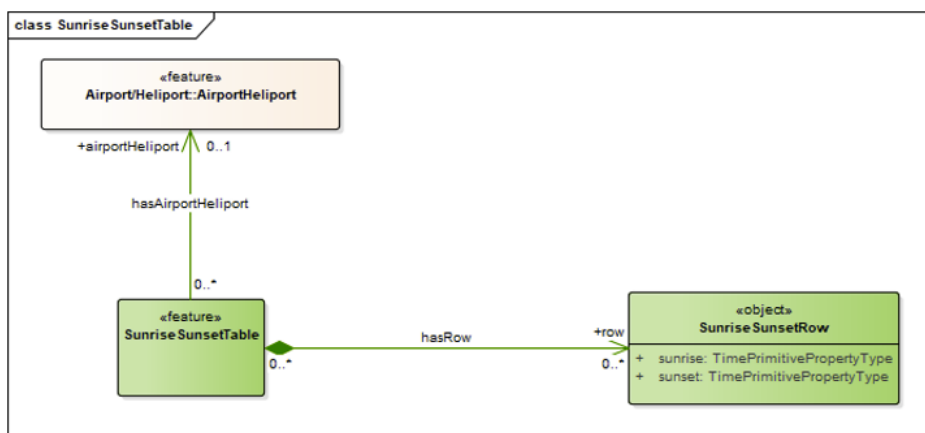 class SunriseSunsetTable
«feature»
Airport/Heliport::AirportHeliport
+airportHeliport 0..1
hasAirportHeliport
0..*
«feature»
SunriseSunsetTable
0..*
hasRow
+row
0..*
«object»
SunriseSunsetRow
+ sunrise: TimePrimitivePropertyType
+ sunset: TimePrimitivePropertyType